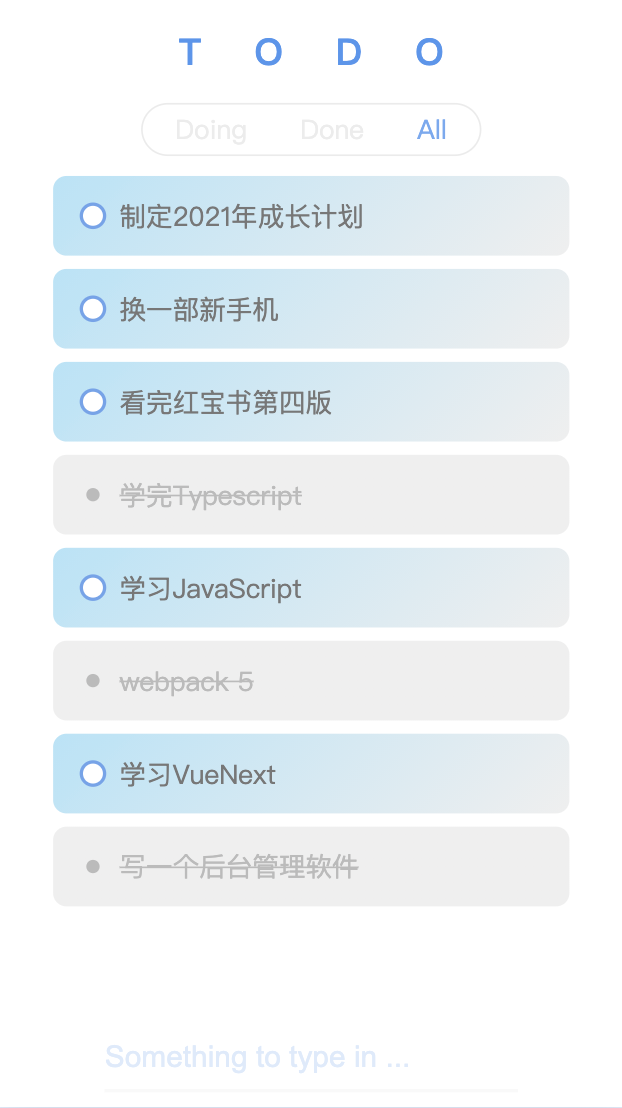 T O D O
Doing Done All
制定2021年成长计划
换一部新手机
看完红宝书第四版
学完Typescript
学习JavaScript
webpack 5
学习VueNext
写一个后台管理软件
Something to type in ...